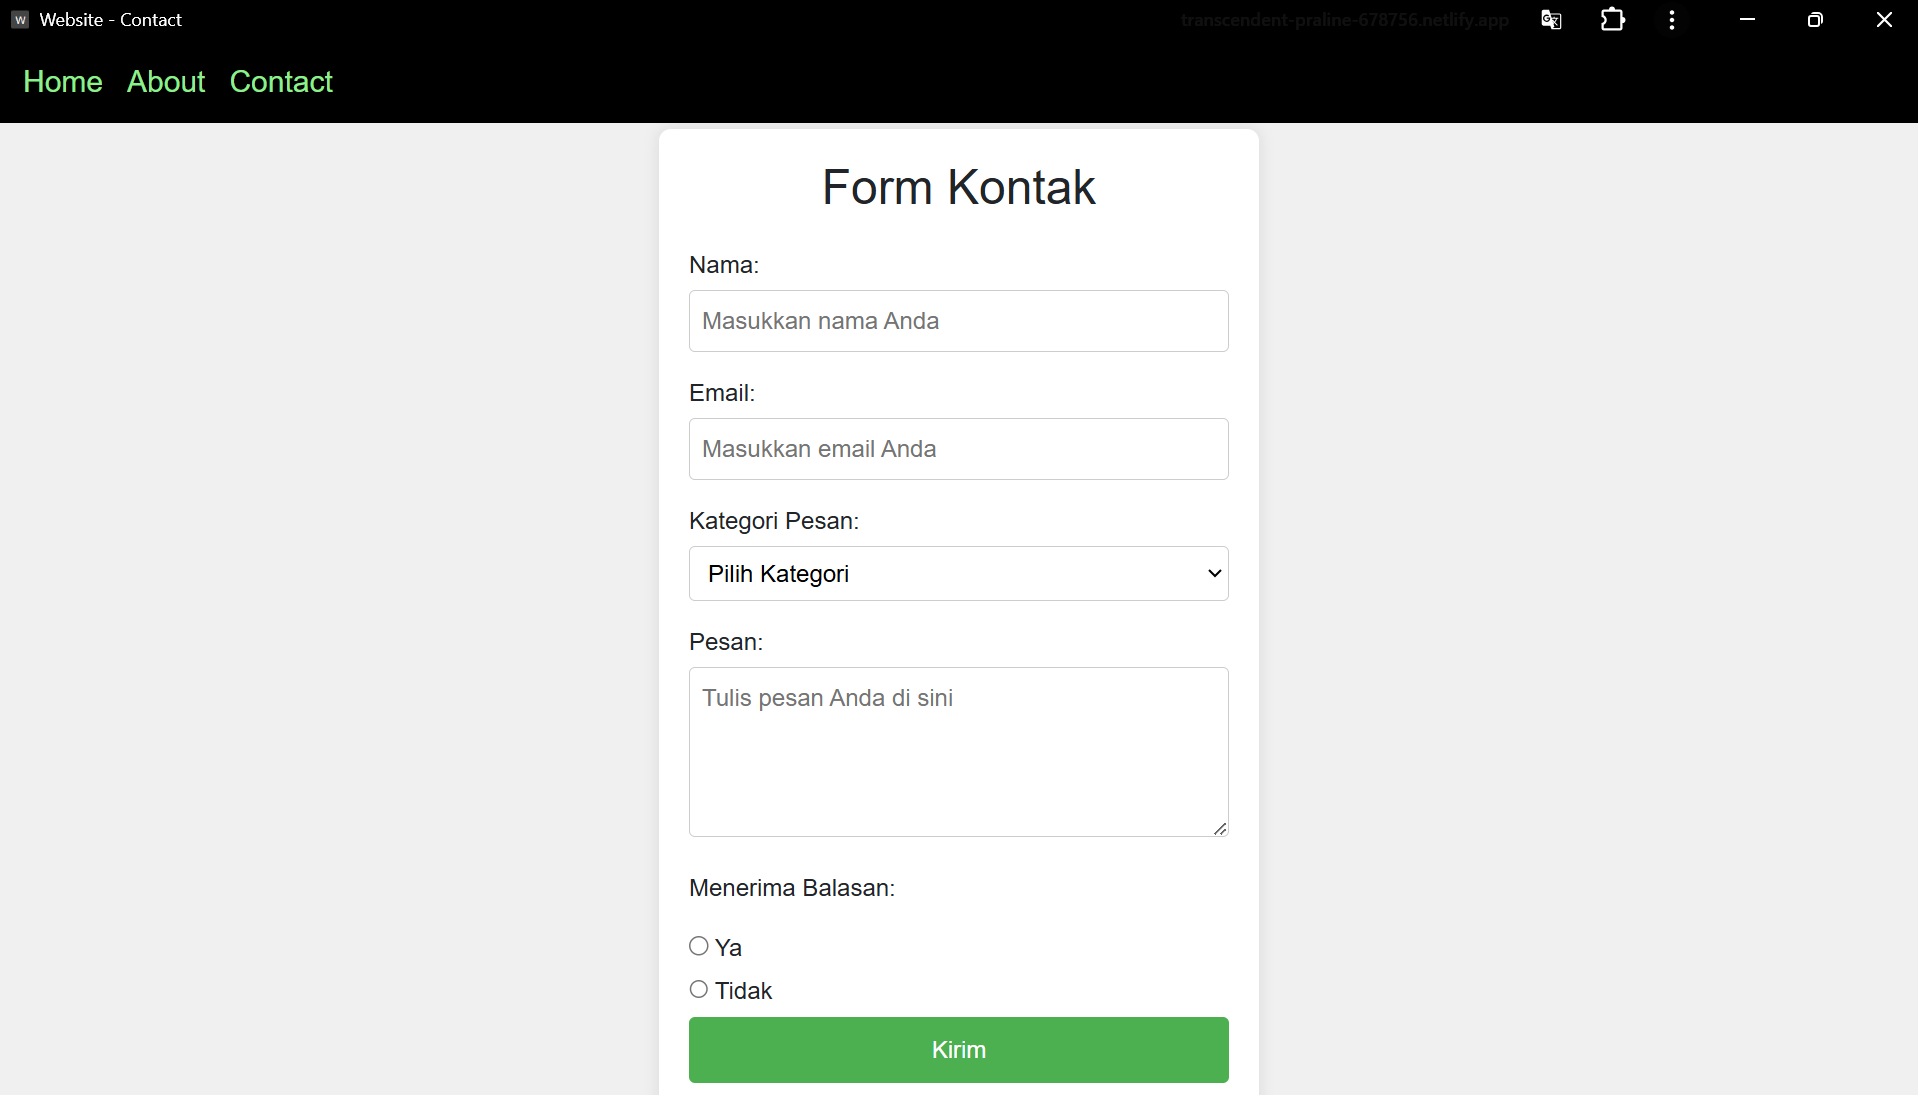 W Website - Contact
transcendent-praline-678756.netlify.app
Home About Contact
Form Kontak
Nama:
Masukkan nama Anda
Email:
Masukkan email Anda
Kategori Pesan:
Pilih Kategori
Pesan:
Tulis pesan Anda di sini
Menerima Balasan:
Ya
Tidak
Kirim